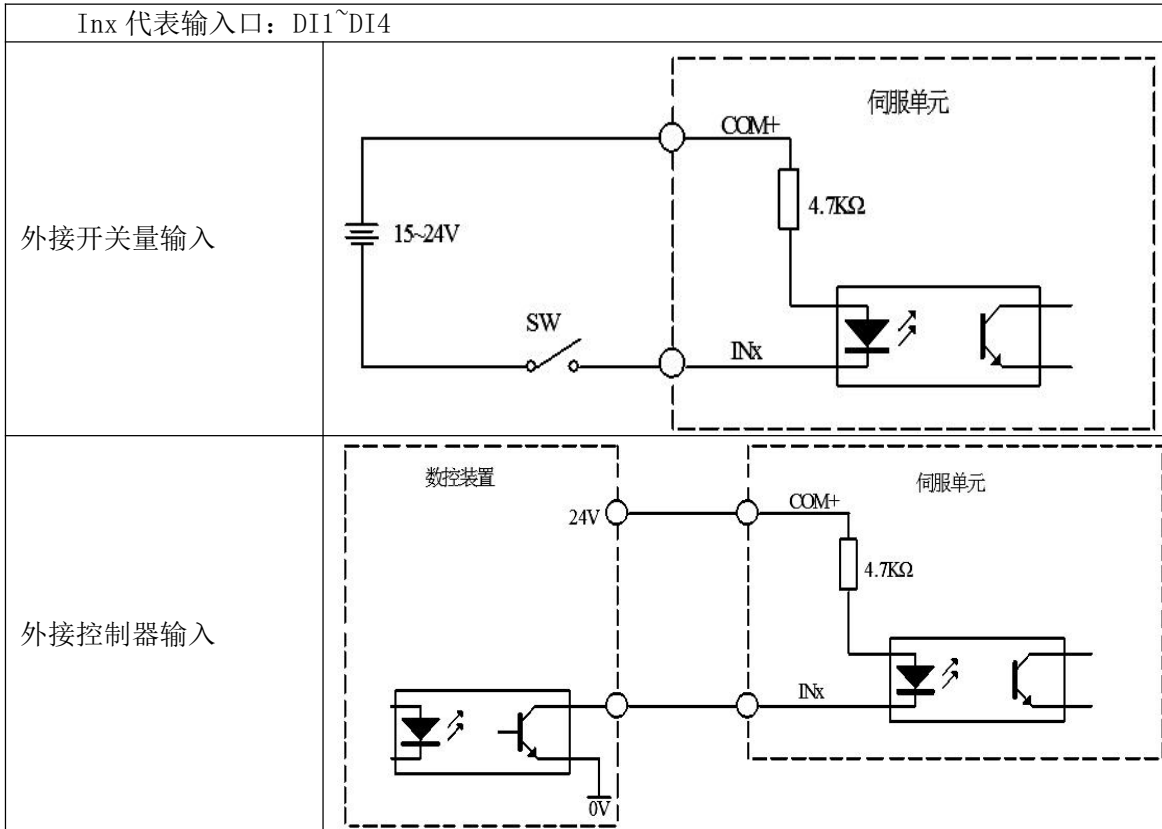 Inx 代表输入口：DI1~DI4
外接开关量输入
伺服单元
COM+
4.7KΩ
15~24V
SW
INx
外接控制器输入
数控装置
伺服单元
24V
COM+
4.7KΩ
INx
0V